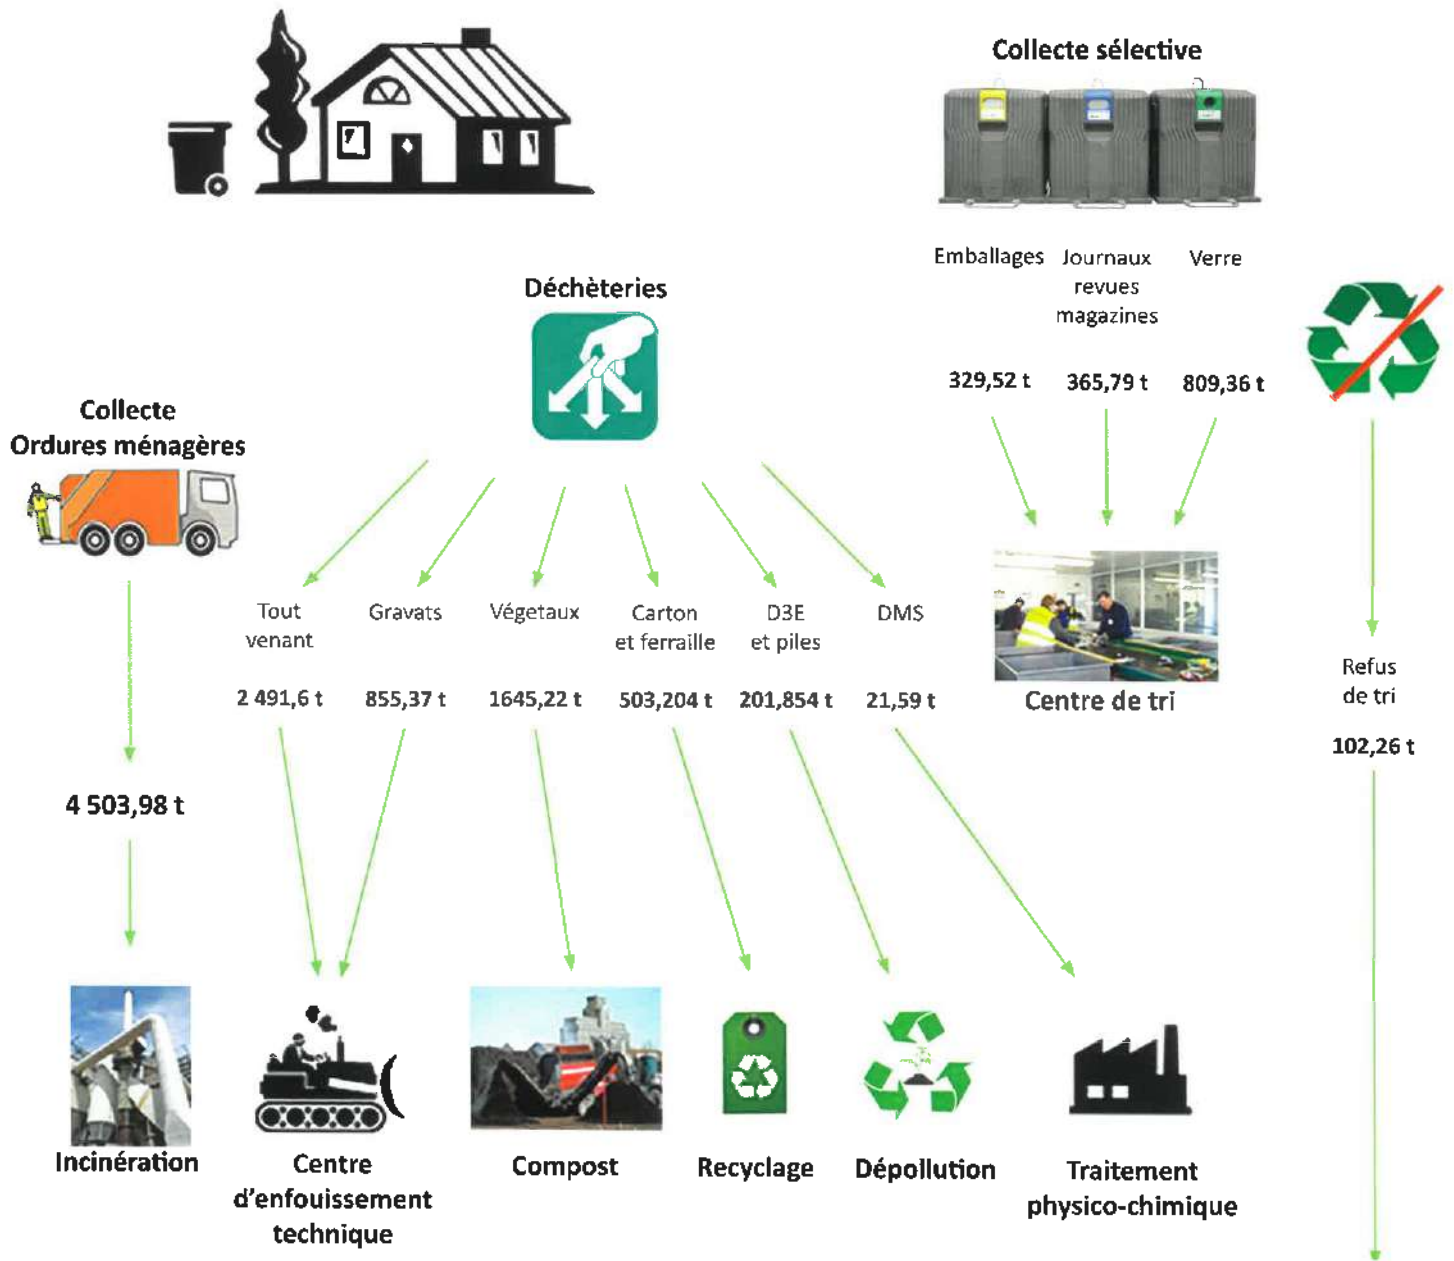 Collecte sélective
Emballages
Journaux
revues
magazines
Verre
329,52 t
365,79 t
809,36 t
Déchèteries
Collecte
Ordures ménagères
Tout
venant
Gravats
Végetaux
Carton
et ferraille
D3E
et piles
DMS
2 491,6 t
855,37 t
1645,22 t
503,204 t
201,854 t
21,59 t
Centre de tri
Refus
de tri
102,26 t
4 503,98 t
Incinération
Centre
d'enfouissement
technique
Compost
Recyclage
Dépollution
Traitement
physico-chimique